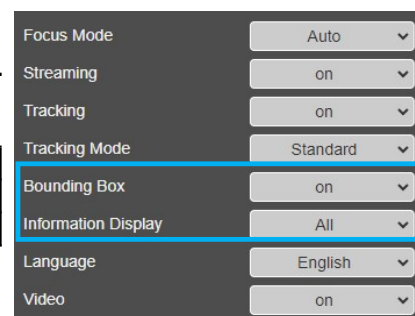 Focus Mode Auto
Streaming on
Tracking on
Tracking Mode Standard
Bounding Box on
Information Display All
Language English
Video on